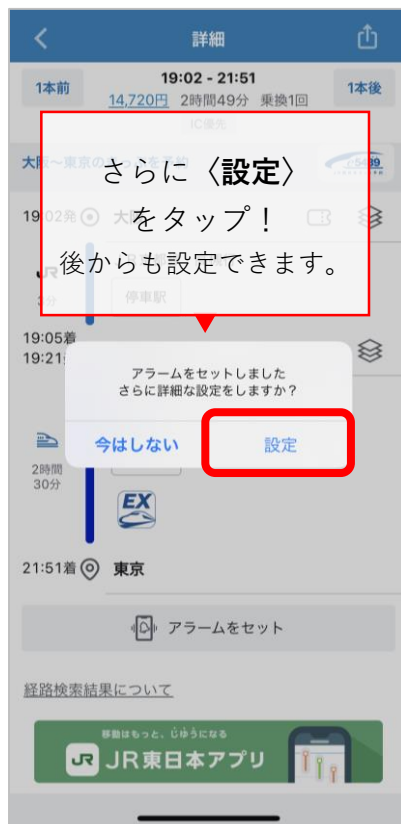 詳細
1本前
19:02 - 21:51
14,720円 2時間49分 乗換1回
1本後
IC優先
大阪～東京の
e5489
さらに〈設定〉
をタップ！
後からも設定できます。
19:02発
大
JR
停車駅
19:05着
19:21
アラームをセットしました
さらに詳細な設定をしますか？
今はしない
設定
2時間
30分
EX
21:51着
東京
アラームをセット
経路検索結果について
移動はもっと、じゆうになる
JR JR東日本アプリ